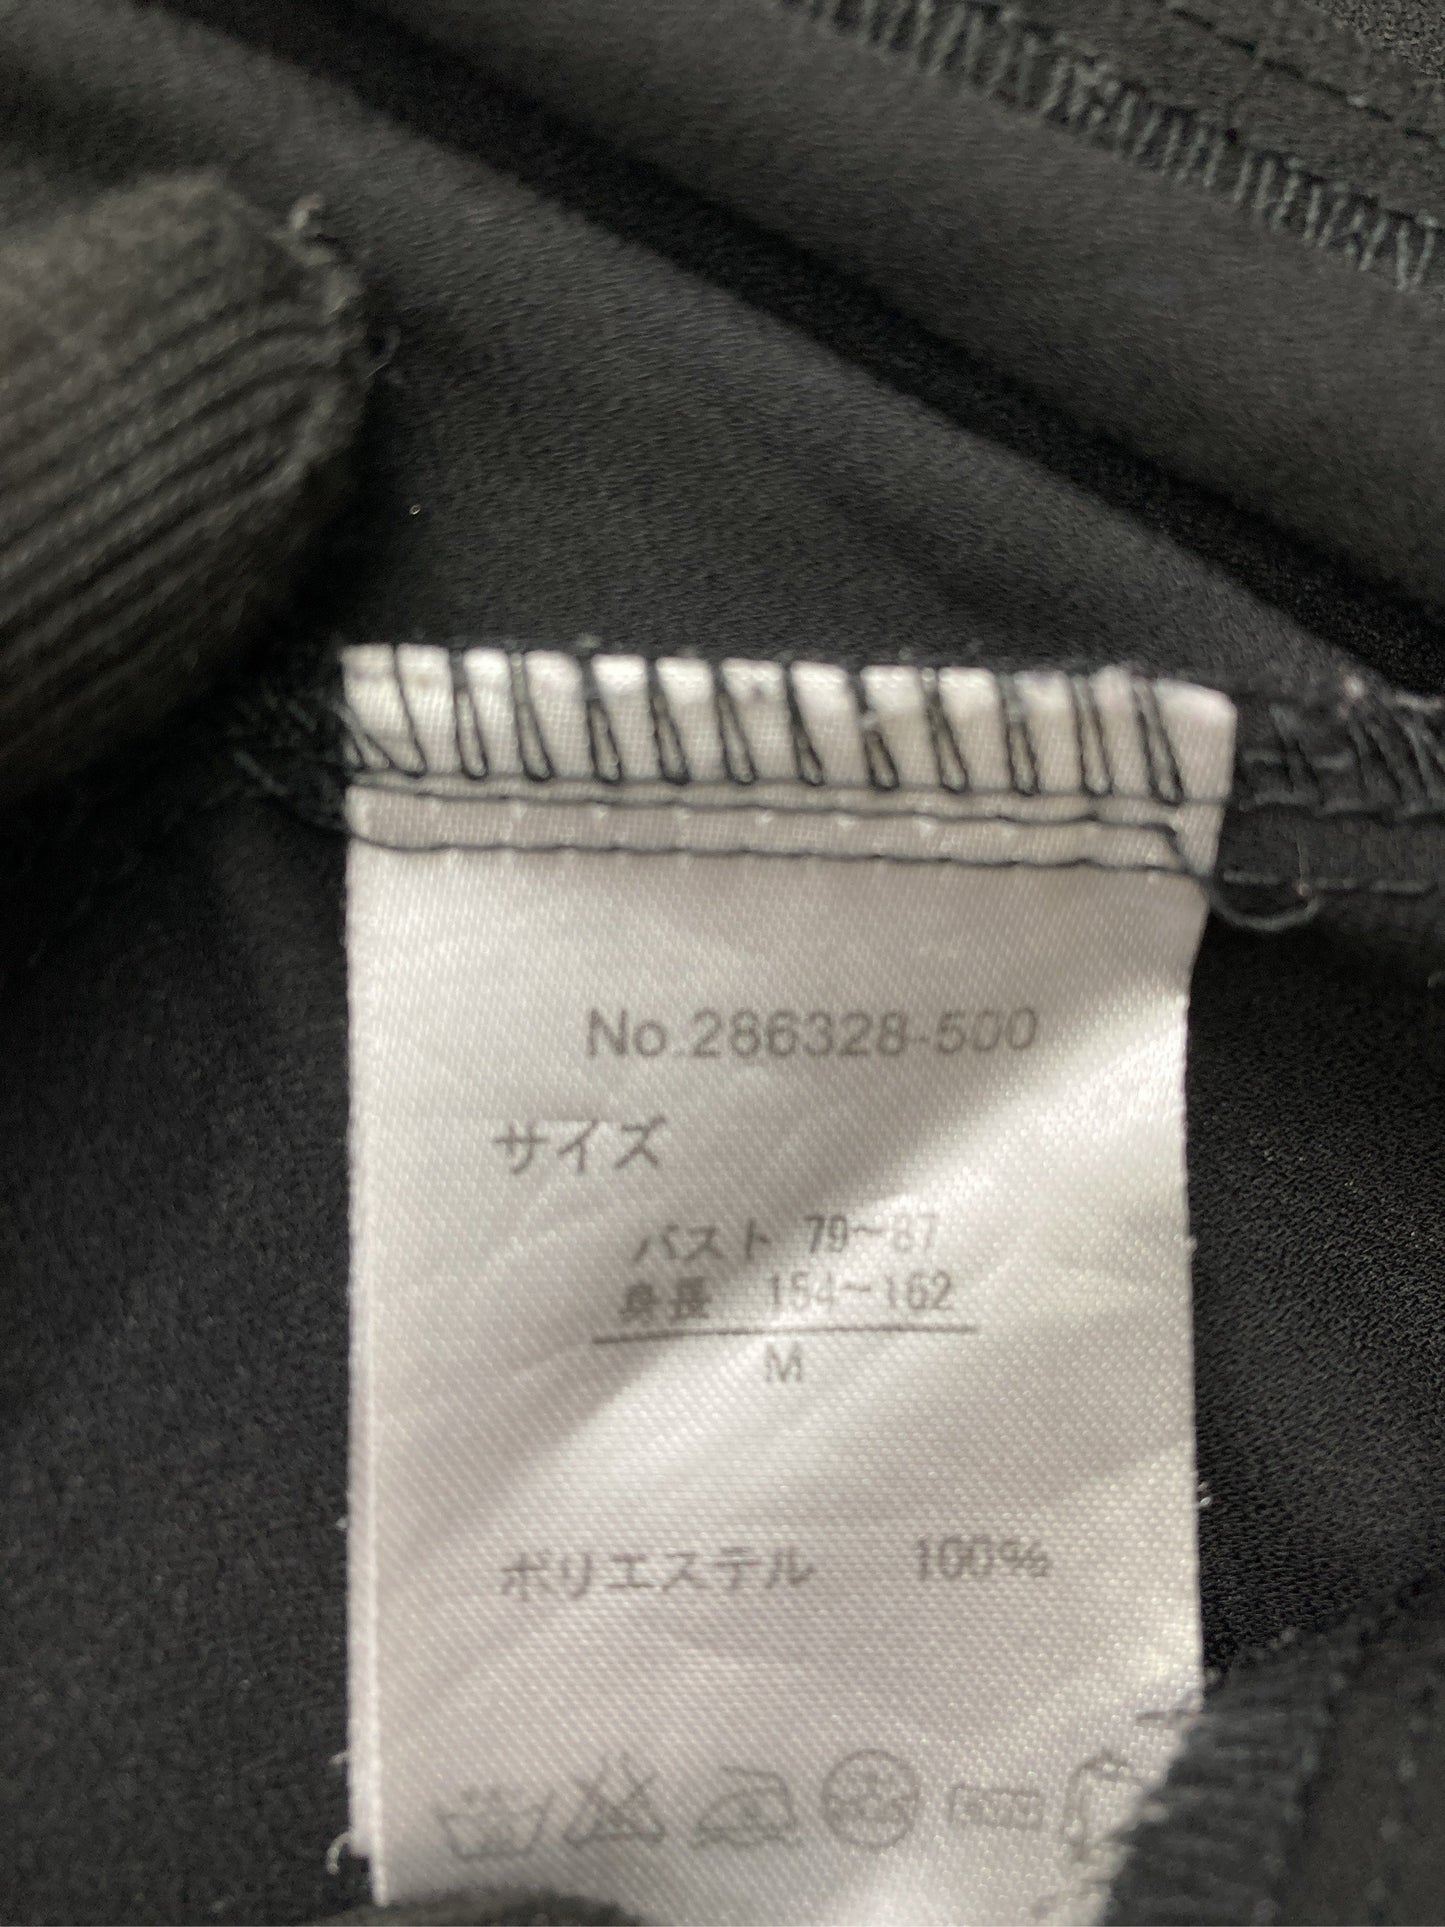 No.286328-500
サイズ
バスト 79～87
身長 154～162
M
ポリエステル 100%